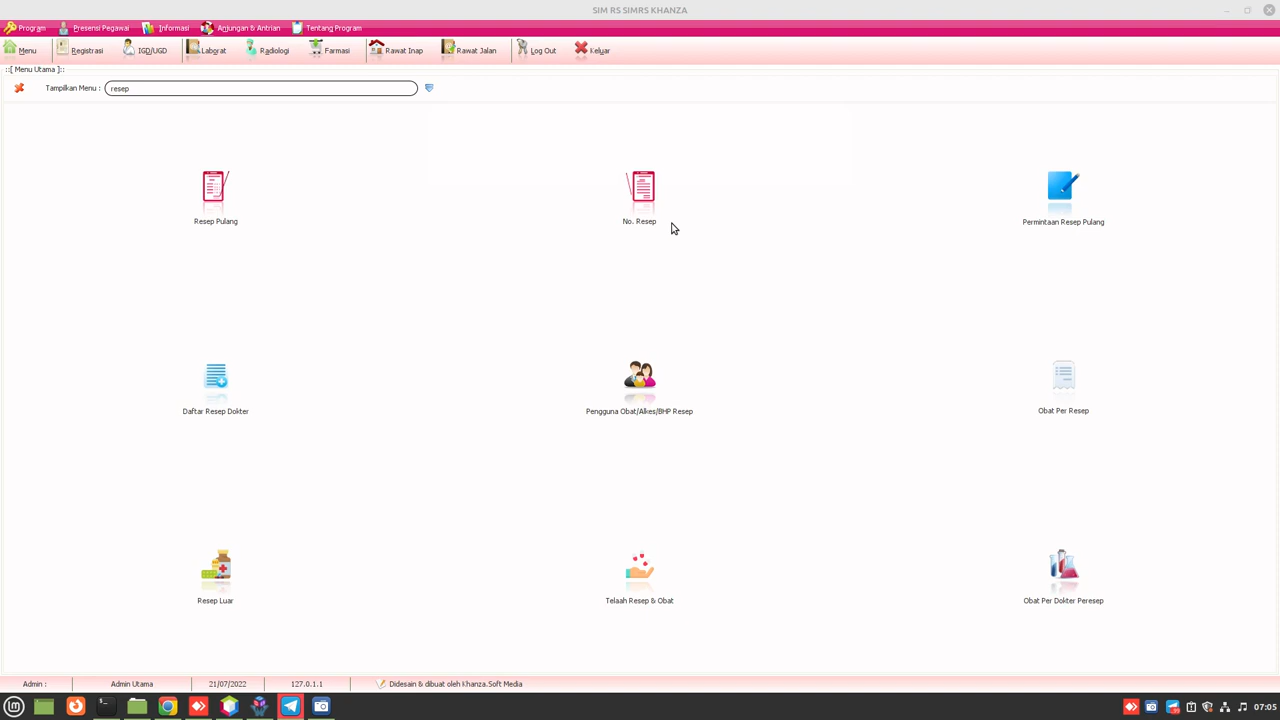 SIM RS SIMRS KHANZA
Program Presensi Pegawai Informasi Anjungan & Antrian Tentang Program
Menu Registrasi IGD/UGD Laborat Radiologi Farmasi Rawat Inap Rawat Jalan Log Out Keluar
::[ Menu Utama ]::
Tampilkan Menu : resep
Resep Pulang No. Resep Permintaan Resep Pulang
Daftar Resep Dokter Pengguna Obat/Alkes/BHP Resep Obat Per Resep
Resep Luar Telaah Resep & Obat Obat Per Dokter Peresep
Admin : Admin Utama 21/07/2022 127.0.1.1 Didesain & dibuat oleh Khanza.Soft Media
07:05